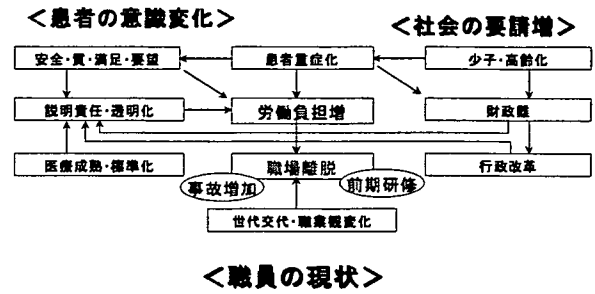 ＜患者の意識変化＞
＜社会の要請増＞
安全・質・満足・要望
患者重症化
少子・高齢化
説明責任・透明化
労働負担増
財政難
医療成熟・標準化
職場離脱
行政改革
事故増加
前期研修
世代交代・職業観変化
＜職員の現状＞